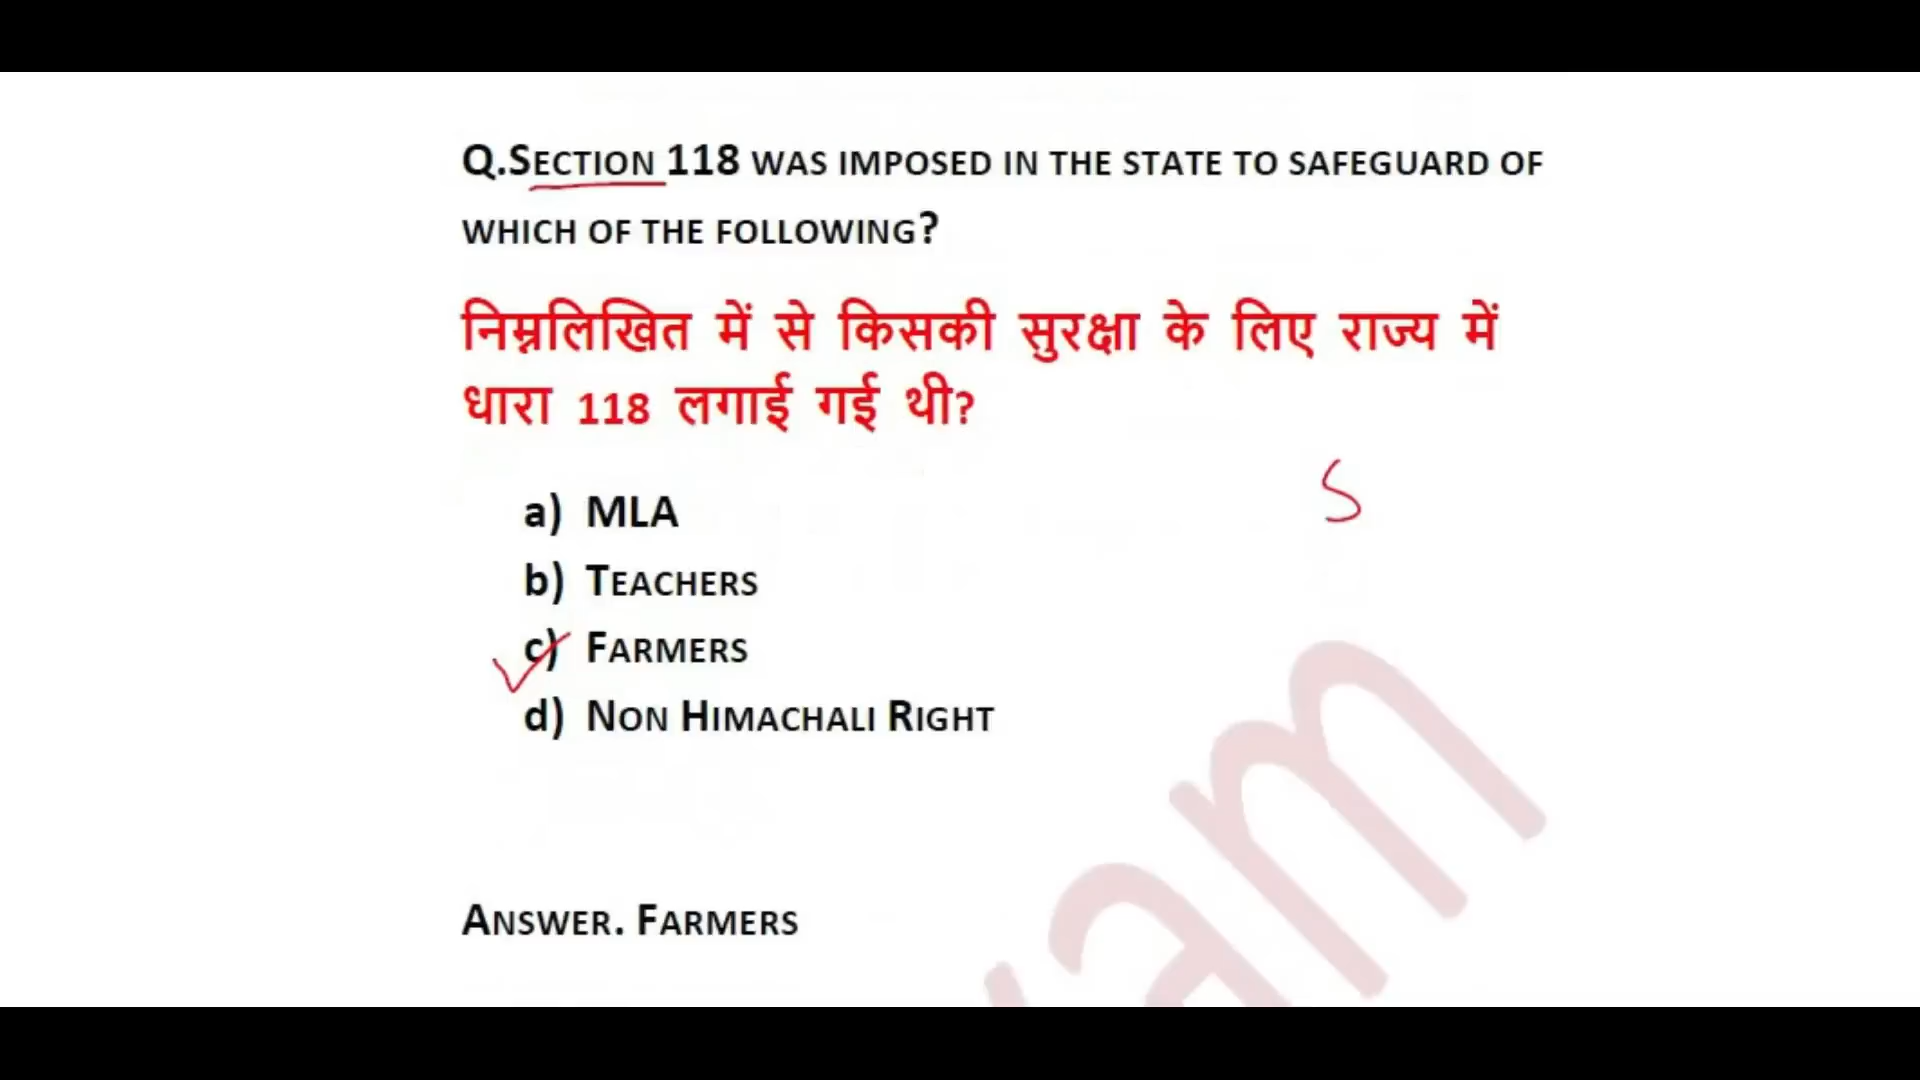 Q.SECTION 118 WAS IMPOSED IN THE STATE TO SAFEGUARD OF
WHICH OF THE FOLLOWING?
निम्नलिखित में से किसकी सुरक्षा के लिए राज्य में
धारा 118 लगाई गई थी?
S
a) MLA
b) TEACHERS
c) FARMERS
d) NON HIMACHALI RIGHT
ANSWER. FARMERS